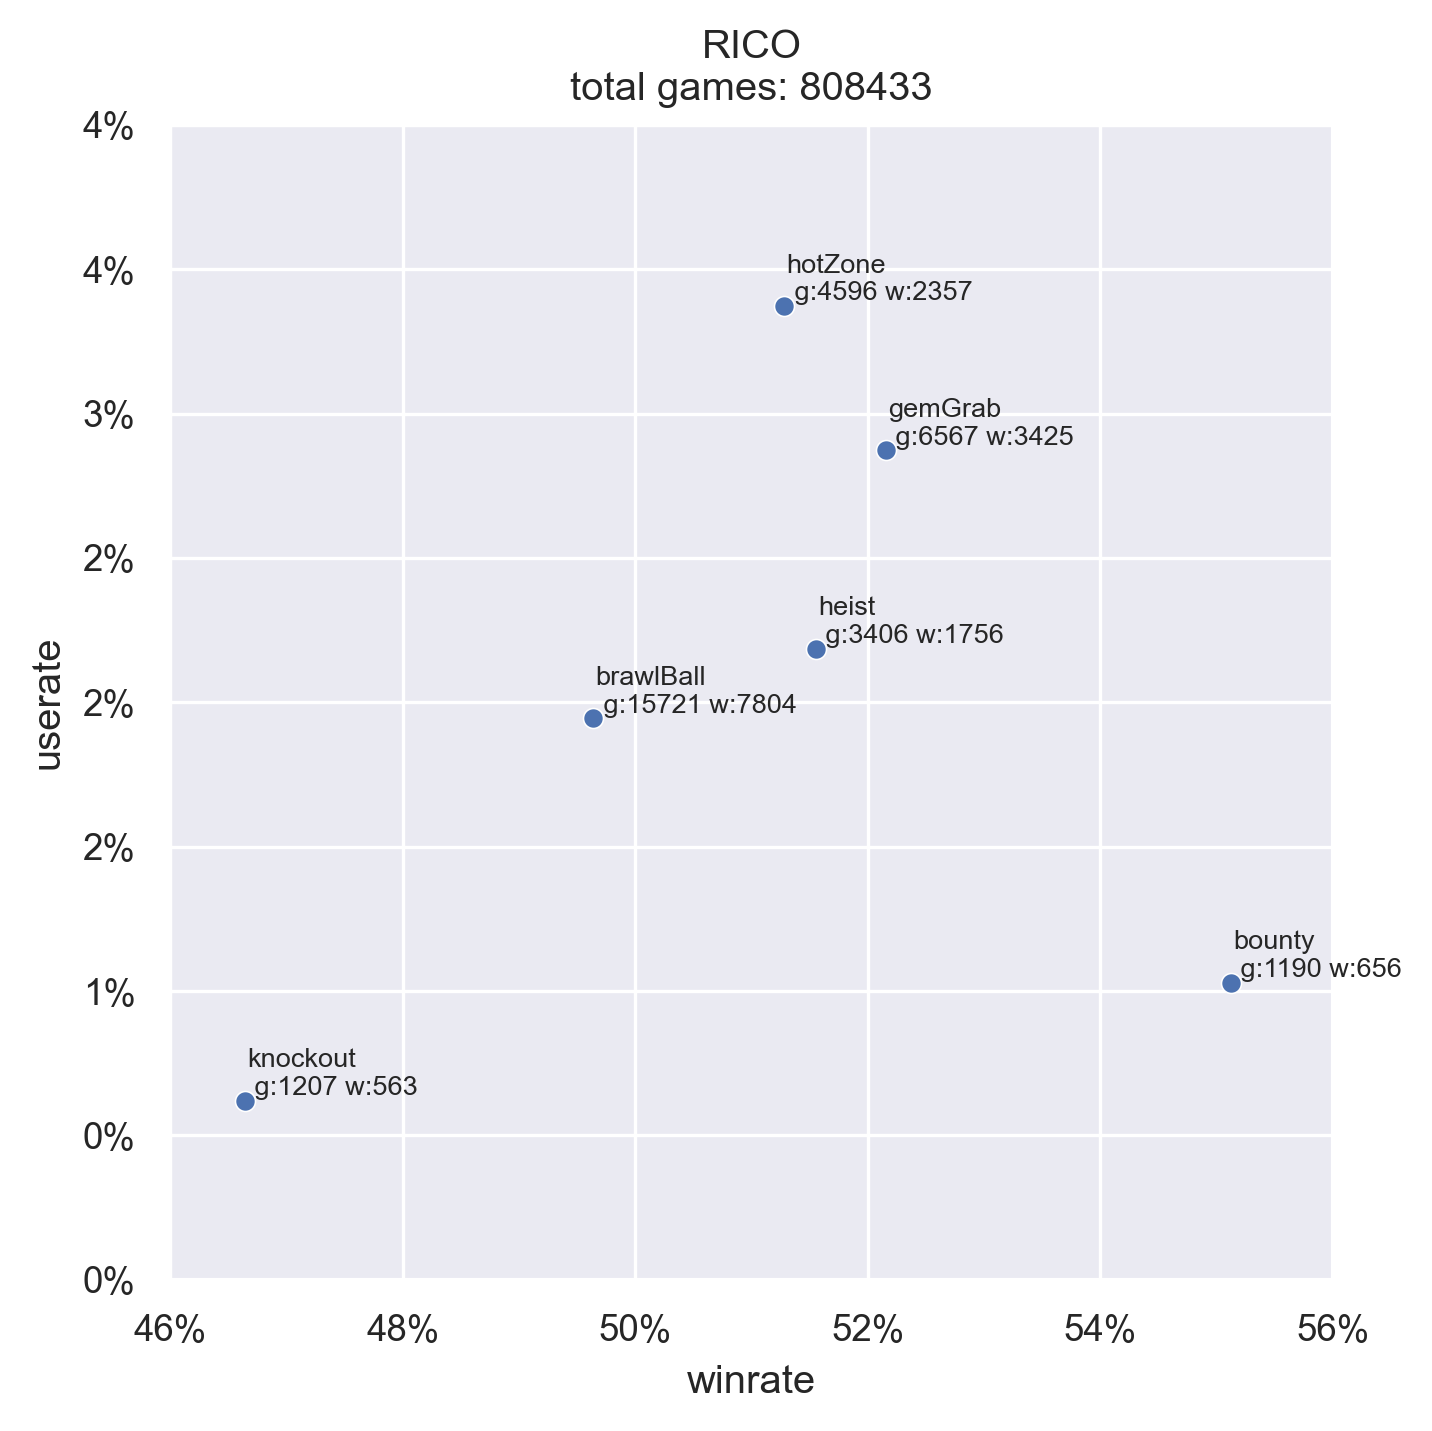 RICO
total games: 808433
4%
4%
3%
2%
2%
2%
1%
0%
0%
userate
hotZone
g:4596 w:2357
gemGrab
g:6567 w:3425
heist
g:3406 w:1756
brawlBall
g:15721 w:7804
bounty
g:1190 w:656
knockout
g:1207 w:563
46% 48% 50% 52% 54% 56%
winrate